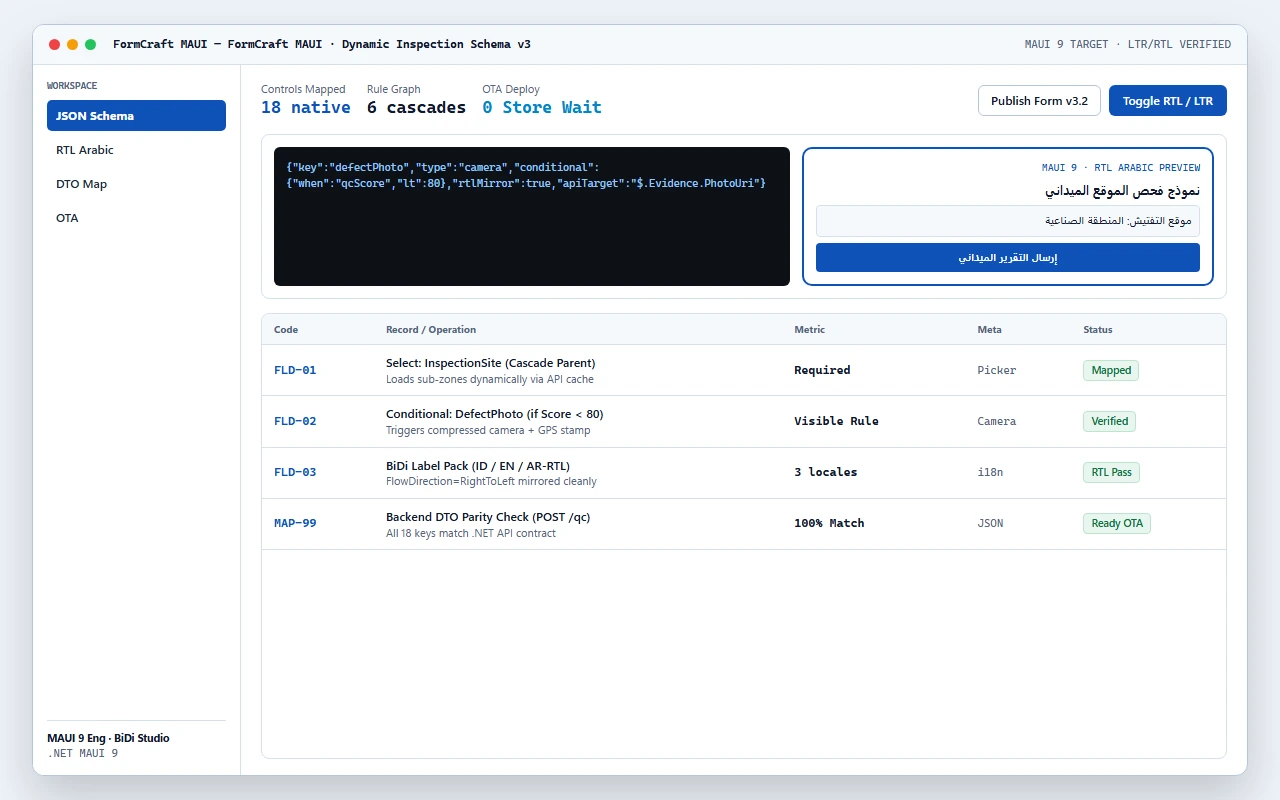 FormCraft MAUI — FormCraft MAUI · Dynamic Inspection Schema v3
MAUI 9 TARGET · LTR/RTL VERIFIED
WORKSPACE
JSON Schema
RTL Arabic
DTO Map
OTA
MAUI 9 Eng · BiDi Studio
.NET MAUI 9
Controls Mapped
18 native
Rule Graph
6 cascades
OTA Deploy
0 Store Wait
Publish Form v3.2
Toggle RTL / LTR
{"key":"defectPhoto","type":"camera","conditional":
{"when":"qcScore","lt":80},"rtlMirror":true,"apiTarget":"$.Evidence.PhotoUri"}
MAUI 9 · RTL ARABIC PREVIEW
نموذج فحص الموقع الميداني
موقع التفتيش: المنطقة الصناعية
إرسال التقرير الميداني
Code Record / Operation Metric Meta Status
FLD-01 Select: InspectionSite (Cascade Parent) Required Picker Mapped
Loads sub-zones dynamically via API cache
FLD-02 Conditional: DefectPhoto (if Score < 80) Visible Rule Camera Verified
Triggers compressed camera + GPS stamp
FLD-03 BiDi Label Pack (ID / EN / AR-RTL) 3 locales i18n RTL Pass
FlowDirection=RightToLeft mirrored cleanly
MAP-99 Backend DTO Parity Check (POST /qc) 100% Match JSON Ready OTA
All 18 keys match .NET API contract